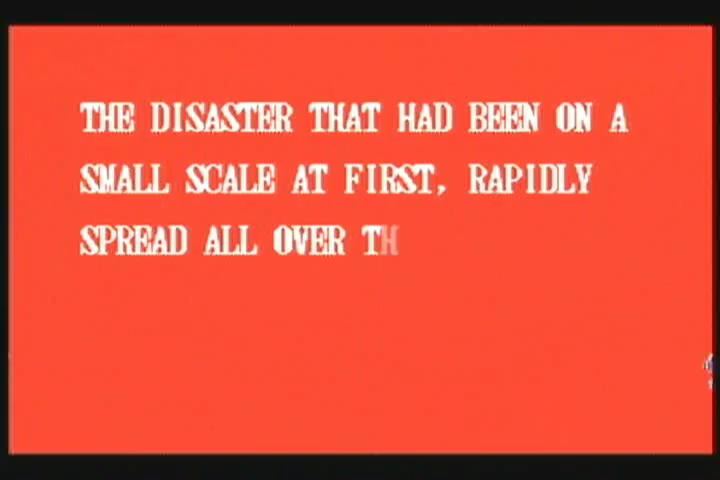 THE DISASTER THAT HAD BEEN ON A
SMALL SCALE AT FIRST, RAPIDLY
SPREAD ALL OVER TH